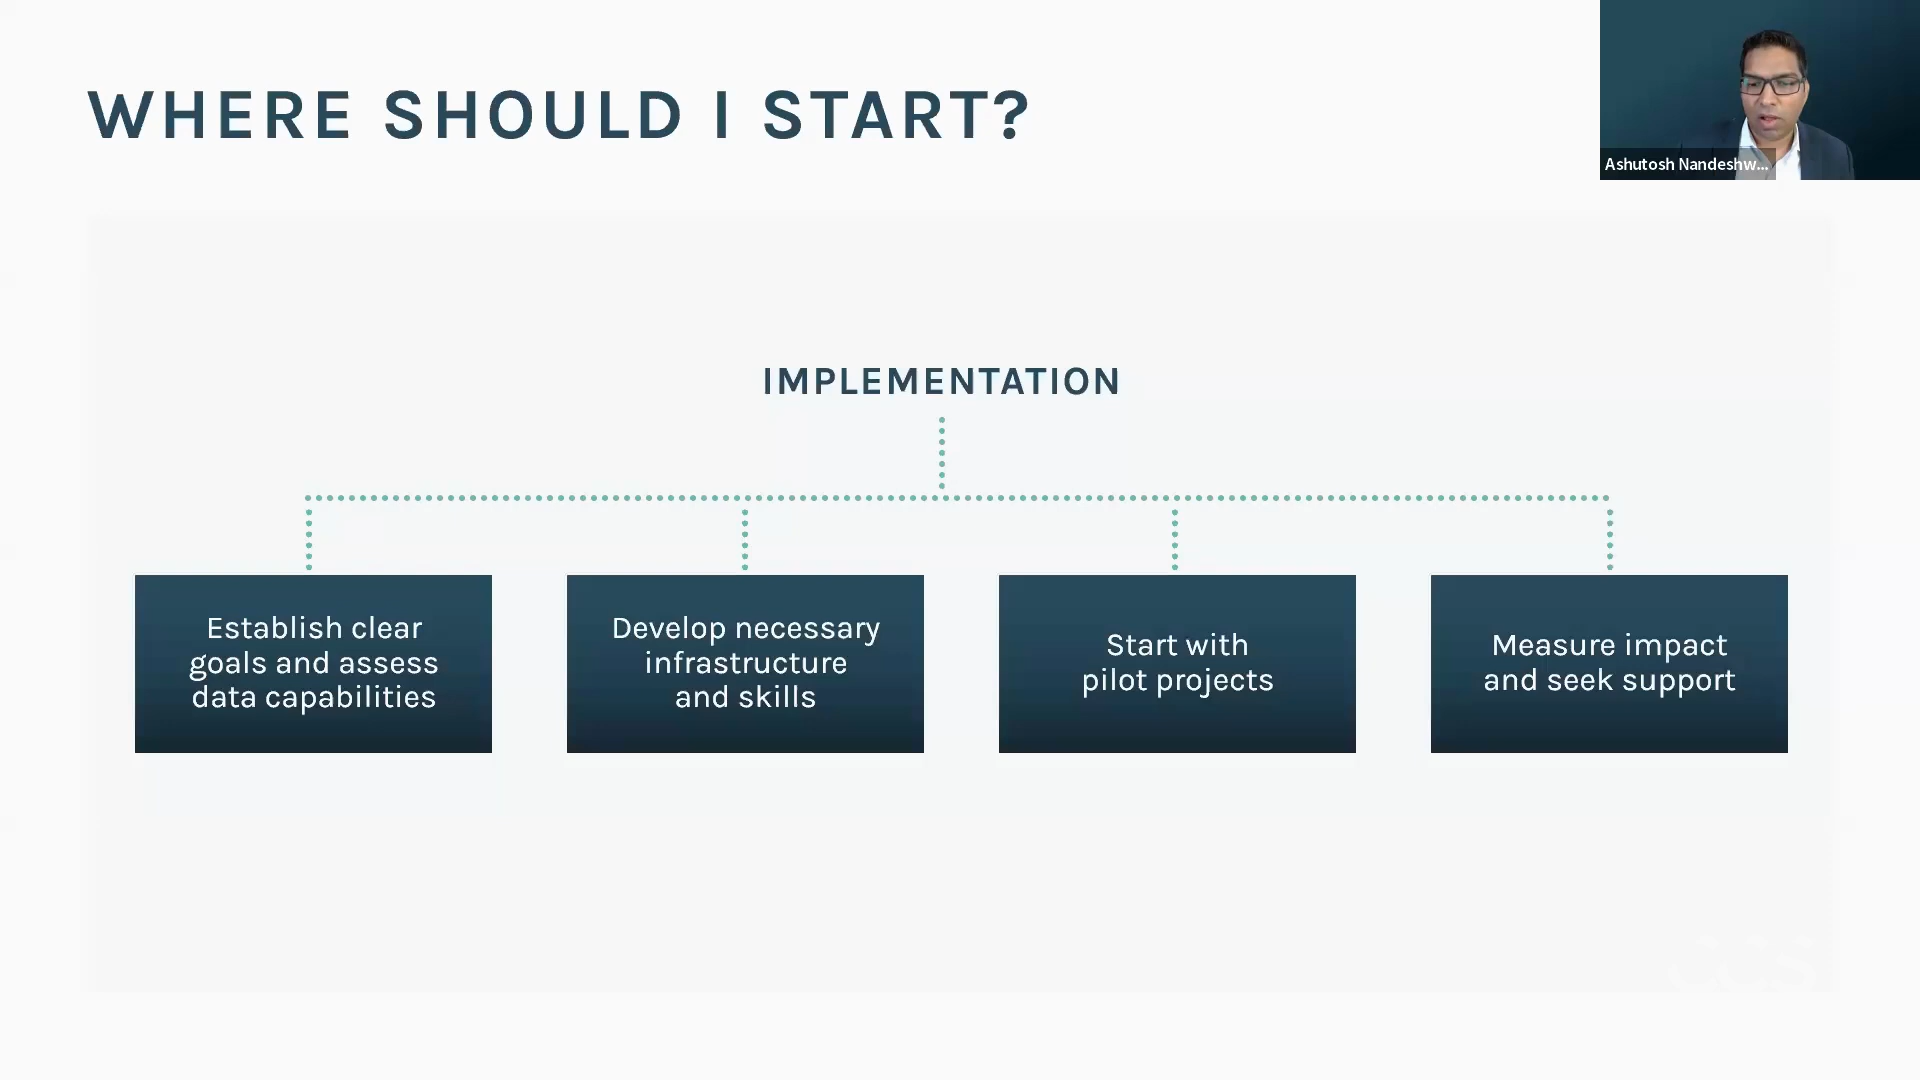 WHERE SHOULD I START?
Ashutosh Nandeshw...
IMPLEMENTATION
Establish clear
goals and assess
data capabilities
Develop necessary
infrastructure
and skills
Start with
pilot projects
Measure impact
and seek support
CCS